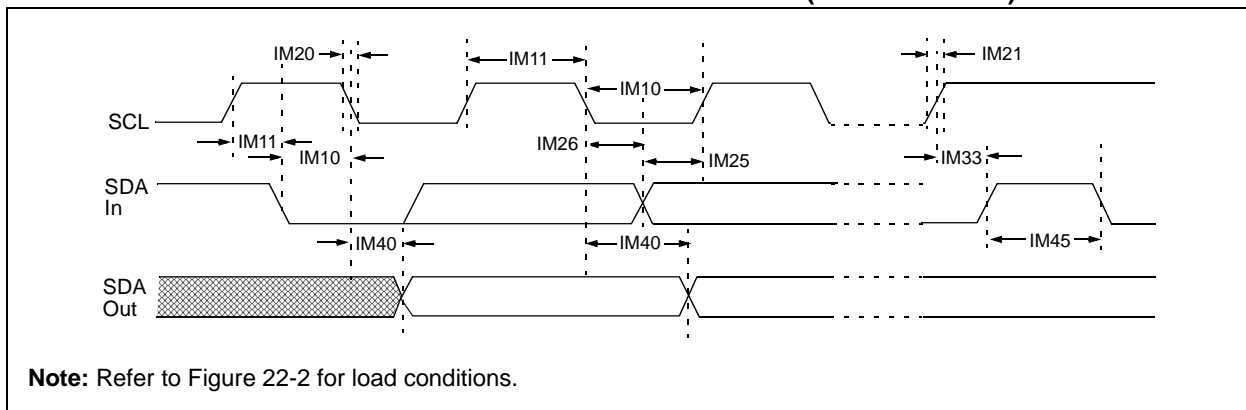 IM20
IM11
IM21
IM10
SCL
IM11
IM26
IM10
IM25
IM33
SDA
In
IM40
IM40
IM45
SDA
Out
Note: Refer to Figure 22-2 for load conditions.